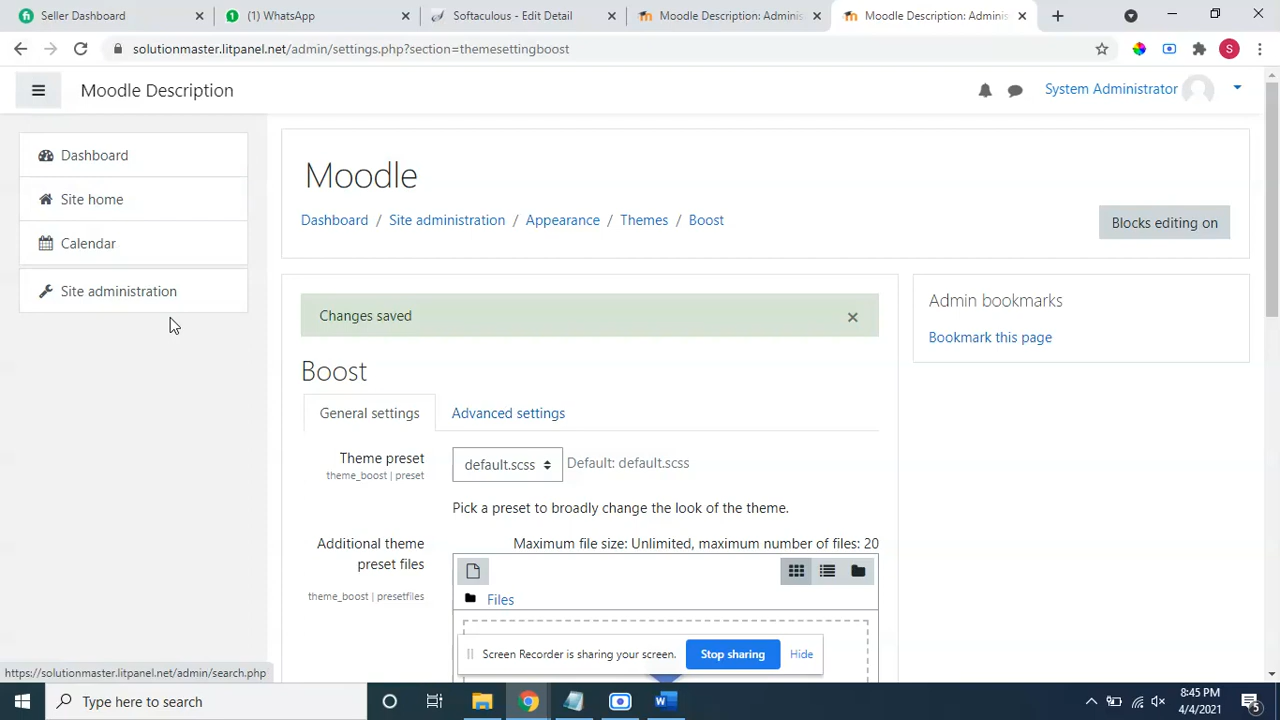 Seller Dashboard
(1) WhatsApp
Softaculous - Edit Detail
Moodle Description: Adminis
Moodle Description: Adminis
solutionmaster.litpanel.net/admin/settings.php?section=themesettingboost
S
Moodle Description
System Administrator
Dashboard
Site home
Calendar
Site administration
Moodle
Dashboard / Site administration / Appearance / Themes / Boost
Blocks editing on
Changes saved
Admin bookmarks
Bookmark this page
Boost
General settings
Advanced settings
Theme preset
theme_boost | preset
default.scss
Default: default.scss
Pick a preset to broadly change the look of the theme.
Additional theme
preset files
theme_boost | presetfiles
Maximum file size: Unlimited, maximum number of files: 20
Files
Screen Recorder is sharing your screen.
Stop sharing
Hide
https://solutionmaster.litpanel.net/admin/search.php
Type here to search
8:45 PM
4/4/2021
5